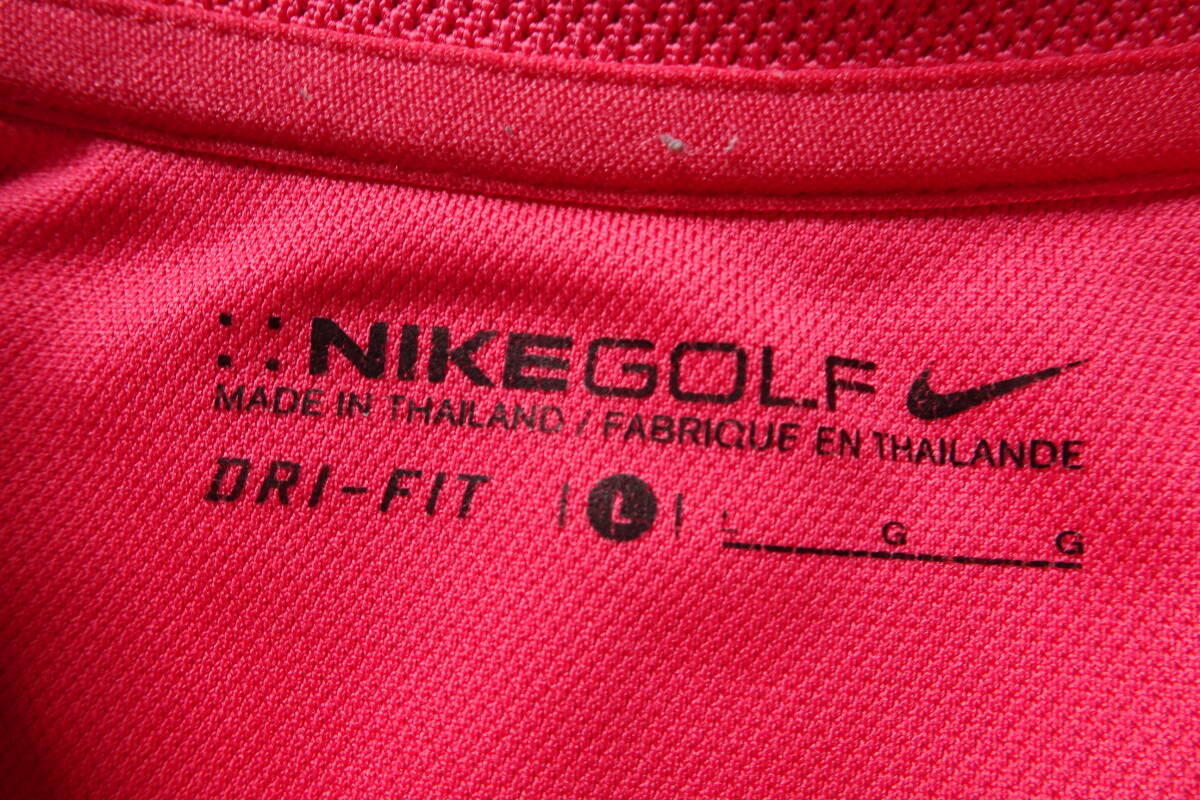 NIKEGOLF
MADE IN THAILAND / FABRIQUE EN THAILANDE
DRI-FIT | L | L G G